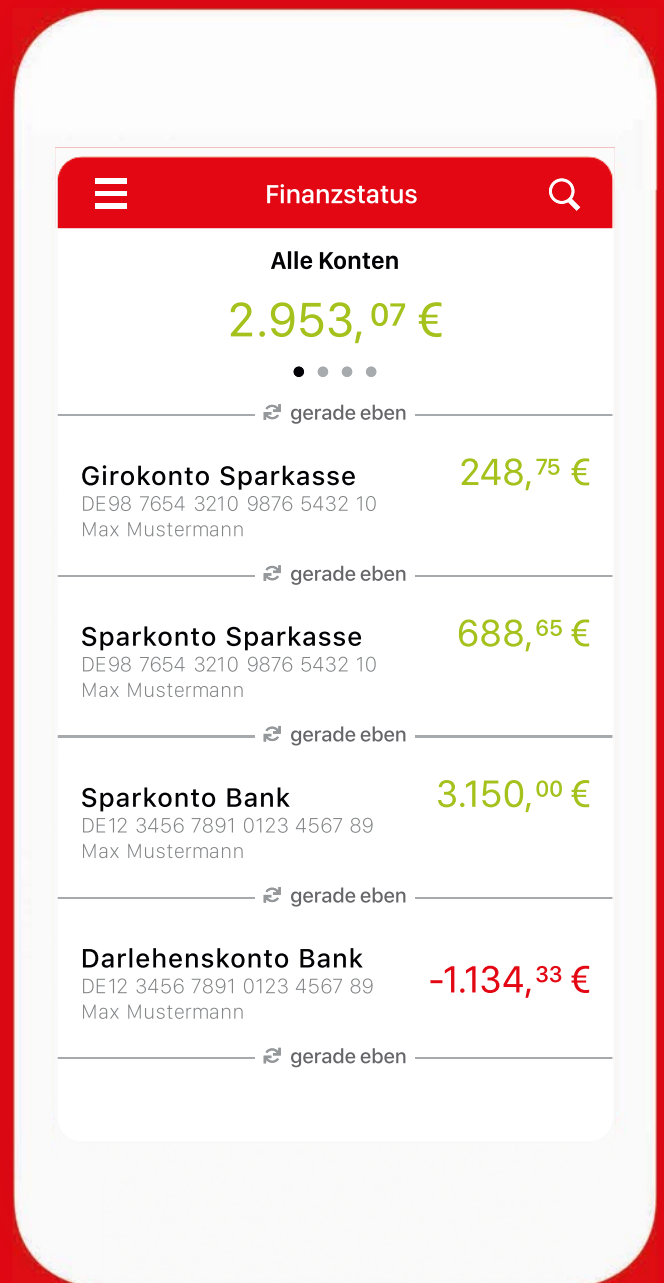 Finanzstatus
Alle Konten
2.953,07 €
gerade eben
Girokonto Sparkasse
248,75 €
DE98 7654 3210 9876 5432 10
Max Mustermann
gerade eben
Sparkonto Sparkasse
688,65 €
DE98 7654 3210 9876 5432 10
Max Mustermann
gerade eben
Sparkonto Bank
3.150,00 €
DE12 3456 7891 0123 4567 89
Max Mustermann
gerade eben
Darlehenskonto Bank
-1.134,33 €
DE12 3456 7891 0123 4567 89
Max Mustermann
gerade eben